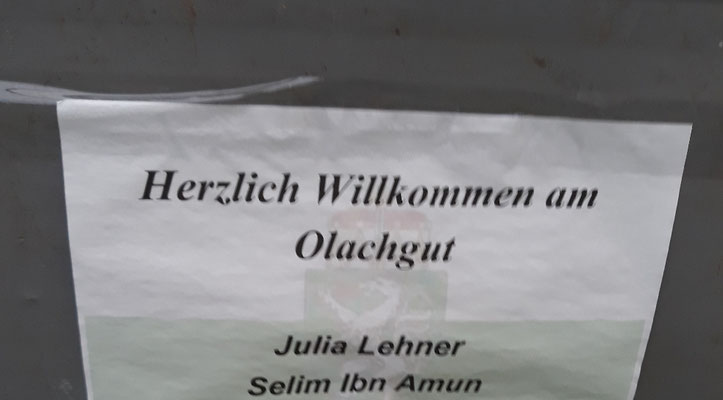 Herzlich Willkommen am
Olachgut
Julia Lehner
Selim Ibn Amun